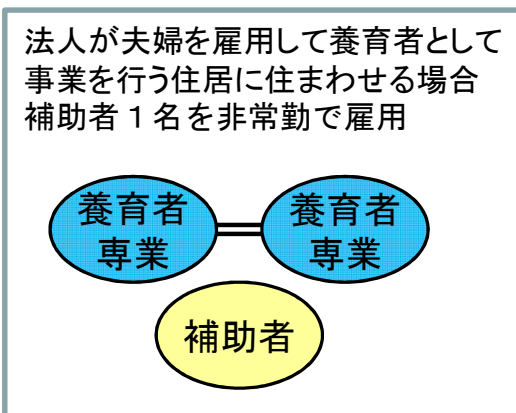 法人が夫婦を雇用して養育者として
事業を行う住居に住まわせる場合
補助者１名を非常勤で雇用
養育者
専業
養育者
専業
補助者